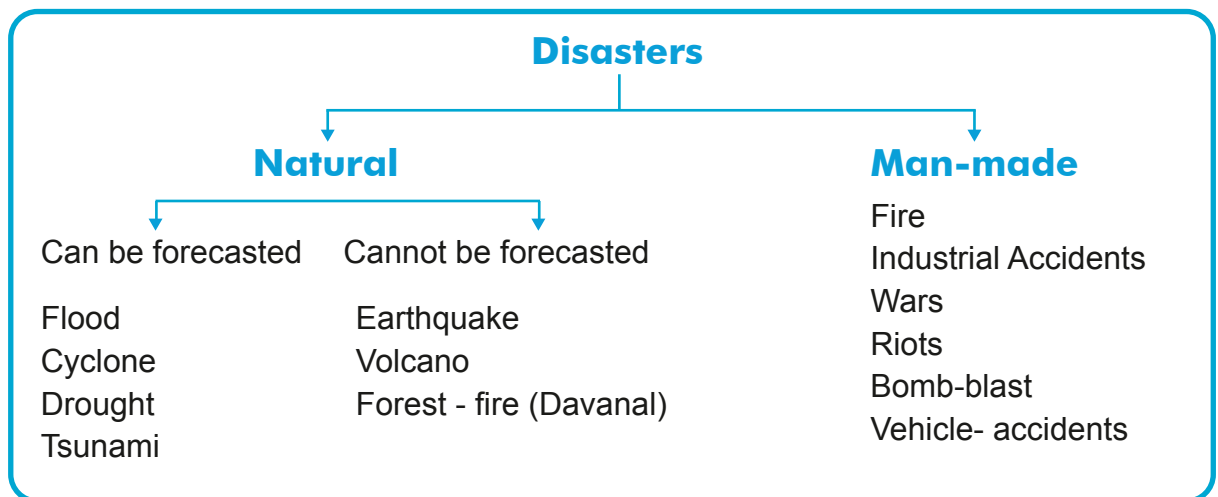 Disasters
Natural
Can be forecasted
Flood
Cyclone
Drought
Tsunami
Cannot be forecasted
Earthquake
Volcano
Forest - fire (Davanal)
Man-made
Fire
Industrial Accidents
Wars
Riots
Bomb-blast
Vehicle- accidents